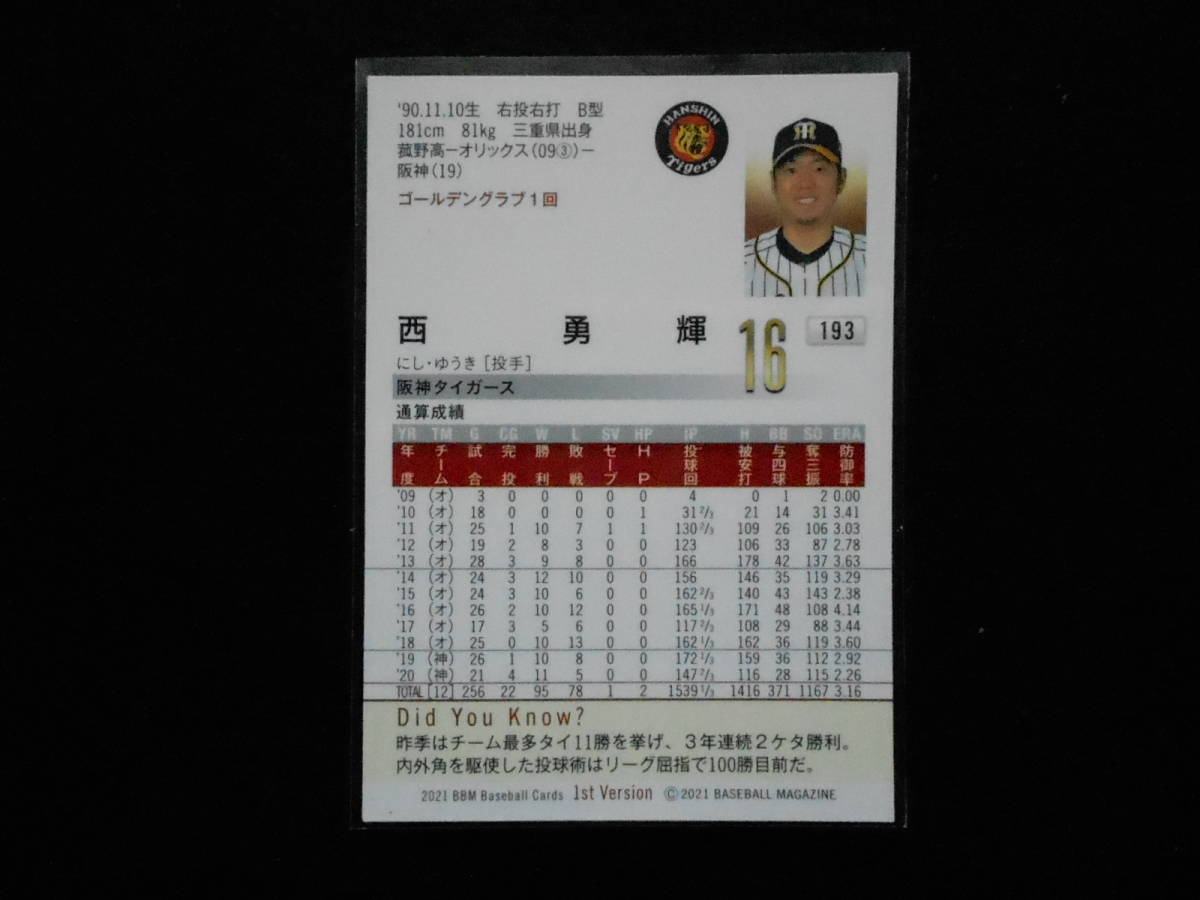 '90.11.10生 右投右打 B型
181cm 81kg 三重県出身
菰野高－オリックス(09③)－
阪神(19)
ゴールデングラブ1回
HANSHIN
Tigers
西 勇 輝
16
193
にし・ゆうき[投手]
阪神タイガース
通算成績
YR TM G CG W L SV HP IP H BB SO ERA
年度 チーム 試合 完投 勝利 敗戦 セーブ HP 投球回 被安打 与四球 奪三振 防御率
'09 (オ) 3 0 0 0 0 0 4 0 1 2 0.00
'10 (オ) 18 0 0 0 0 1 31 2/3 21 14 31 3.41
'11 (オ) 25 1 10 7 1 1 130 2/3 109 26 106 3.03
'12 (オ) 19 2 8 3 0 0 123 106 33 87 2.78
'13 (オ) 28 3 9 8 0 0 166 178 42 137 3.63
'14 (オ) 24 3 12 10 0 0 156 146 35 119 3.29
'15 (オ) 24 3 10 6 0 0 162 2/3 140 43 143 2.38
'16 (オ) 26 2 10 12 0 0 165 1/3 171 48 108 4.14
'17 (オ) 17 3 5 6 0 0 117 2/3 108 29 88 3.44
'18 (オ) 25 0 10 13 0 0 162 1/3 162 36 119 3.60
'19 (神) 26 1 10 8 0 0 172 1/3 159 36 112 2.92
'20 (神) 21 4 11 5 0 0 147 2/3 116 28 115 2.26
TOTAL [12] 256 22 95 78 1 2 1539 1/3 1416 371 1167 3.16
Did You Know?
昨季はチーム最多タイ11勝を挙げ、3年連続2ケタ勝利。
内外角を駆使した投球術はリーグ屈指で100勝目前だ。
2021 BBM Baseball Cards 1st Version ©2021 BASEBALL MAGAZINE